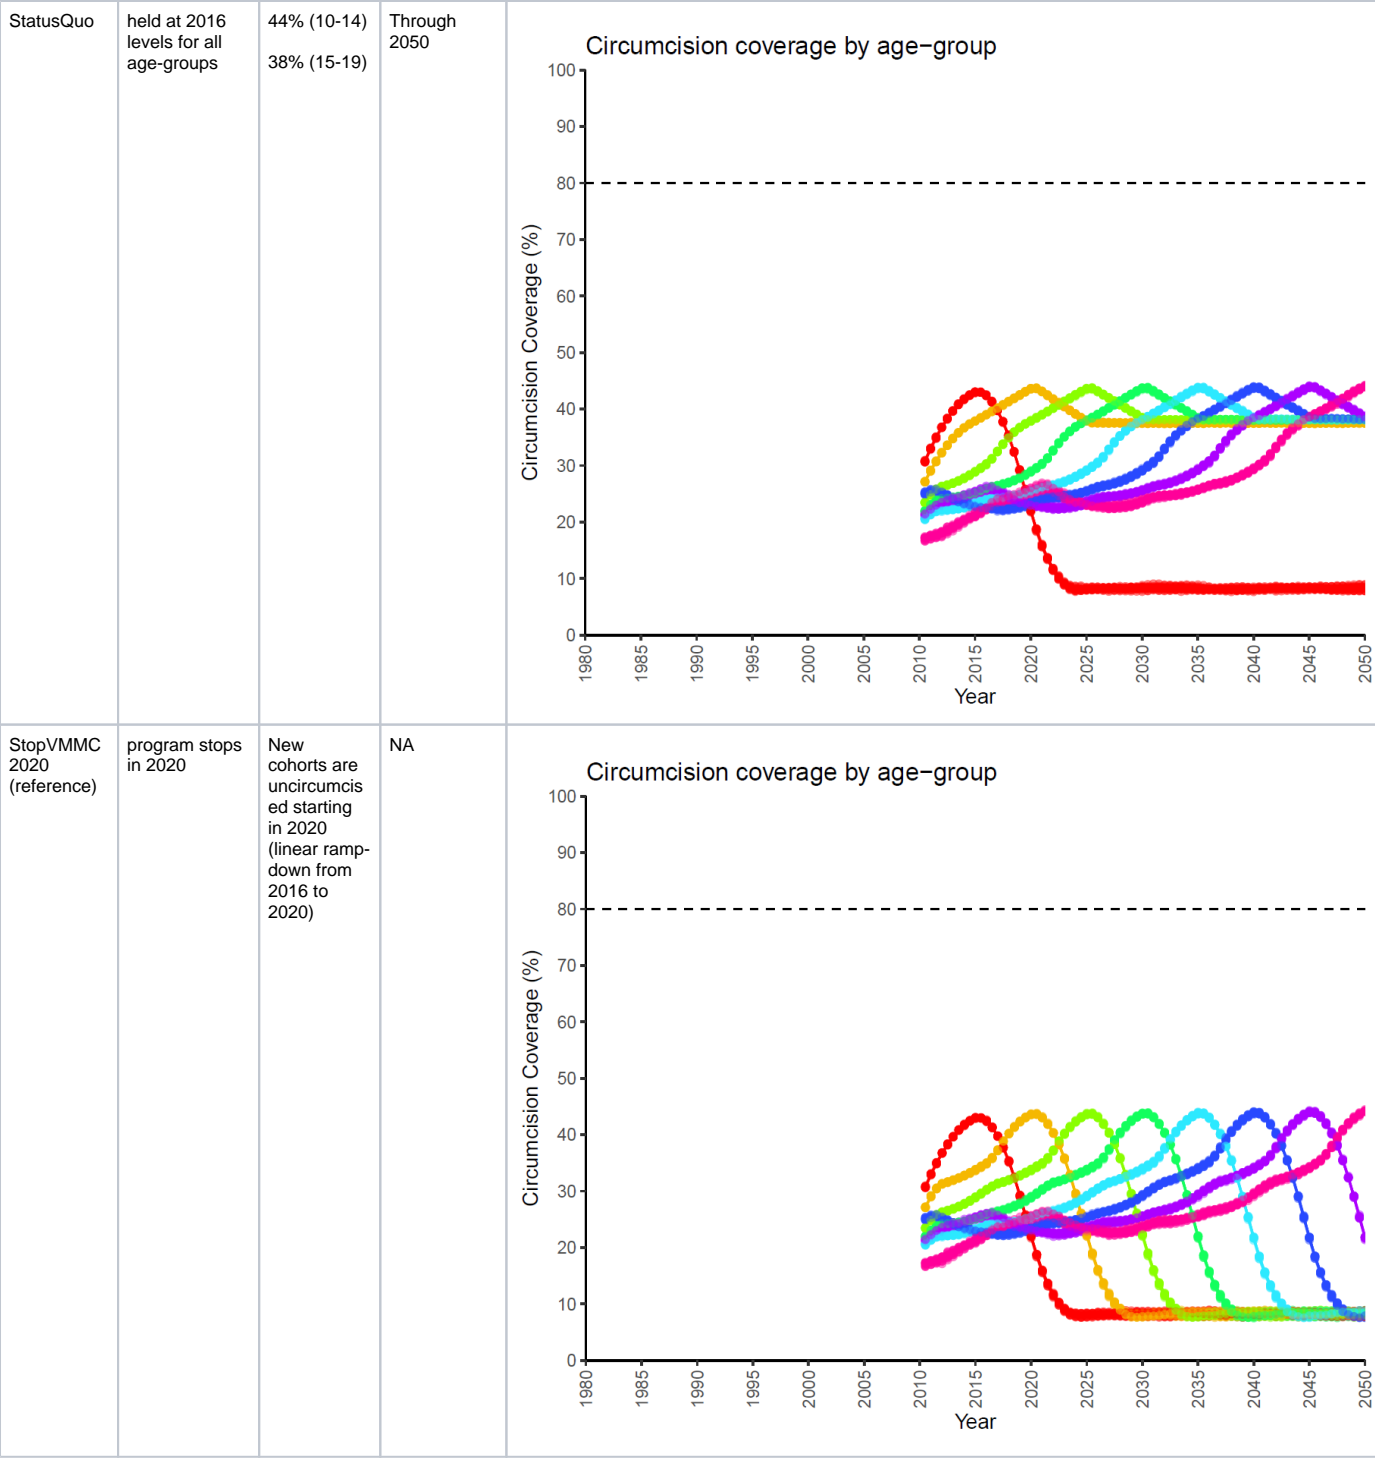 StatusQuo
held at 2016
levels for all
age-groups
44% (10-14)
38% (15-19)
Through
2050
Circumcision coverage by age−group
Circumcision Coverage (%)
100
90
80
70
60
50
40
30
20
10
0
1980
1985
1990
1995
2000
2005
2010
2015
2020
2025
2030
2035
2040
2045
2050
Year
StopVMMC
2020
(reference)
program stops
in 2020
New
cohorts are
uncircumcis
ed starting
in 2020
(linear ramp-
down from
2016 to
2020)
NA
Circumcision coverage by age−group
Circumcision Coverage (%)
100
90
80
70
60
50
40
30
20
10
0
1980
1985
1990
1995
2000
2005
2010
2015
2020
2025
2030
2035
2040
2045
2050
Year